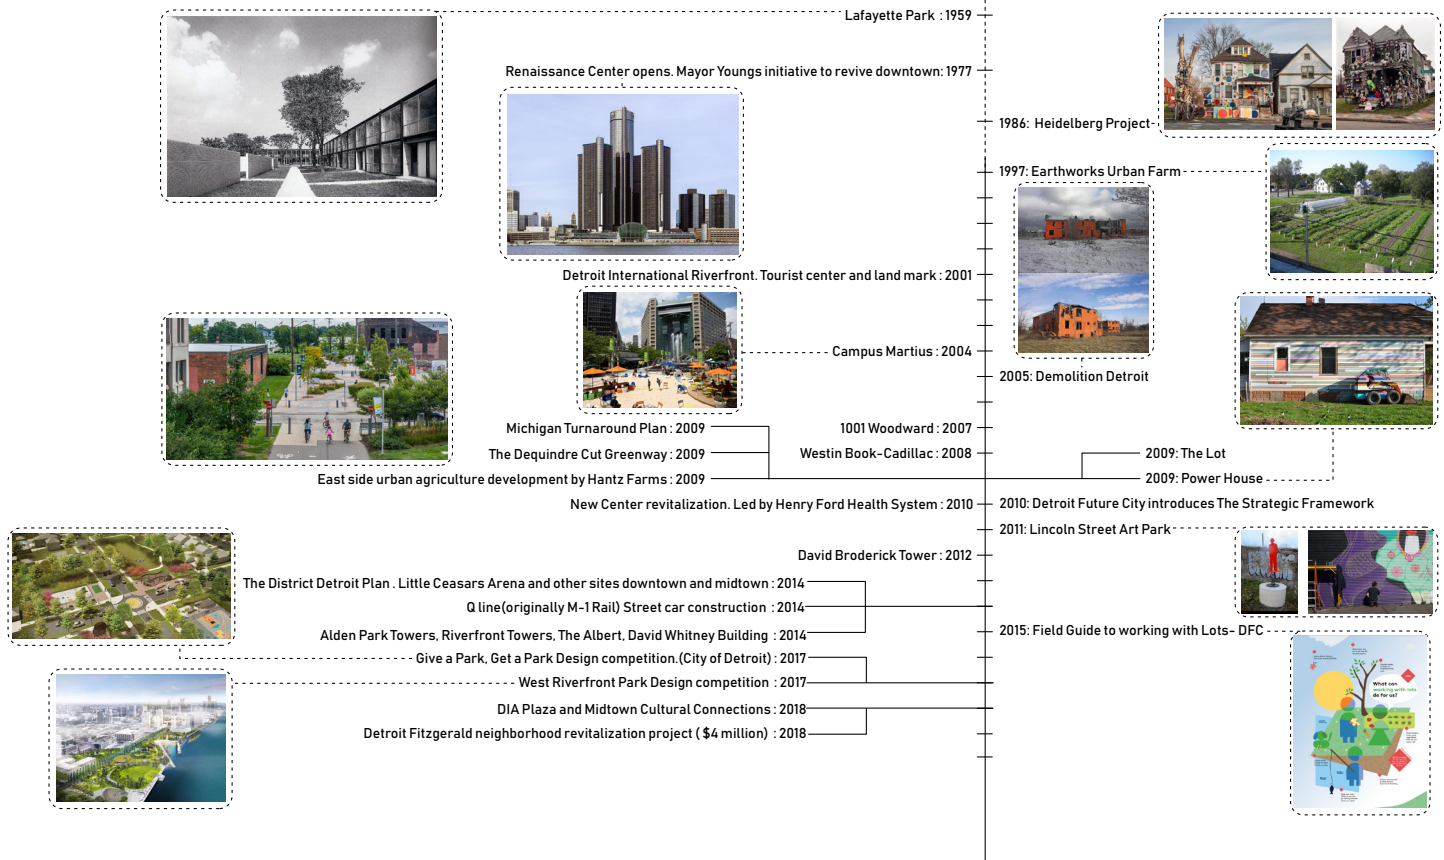 Lafayette Park : 1959
Renaissance Center opens. Mayor Youngs initiative to revive downtown: 1977
1986: Heidelberg Project
1997: Earthworks Urban Farm
Detroit International Riverfront. Tourist center and land mark : 2001
Campus Martius : 2004
2005: Demolition Detroit
Michigan Turnaround Plan : 2009
1001 Woodward : 2007
The Dequindre Cut Greenway : 2009
Westin Book-Cadillac : 2008
2009: The Lot
East side urban agriculture development by Hantz Farms : 2009
2009: Power House
New Center revitalization. Led by Henry Ford Health System : 2010
2010: Detroit Future City introduces The Strategic Framework
2011: Lincoln Street Art Park
David Broderick Tower : 2012
The District Detroit Plan . Little Ceasars Arena and other sites downtown and midtown : 2014
Q line(originally M-1 Rail) Street car construction : 2014
Alden Park Towers, Riverfront Towers, The Albert, David Whitney Building : 2014
2015: Field Guide to working with Lots- DFC
Give a Park, Get a Park Design competition.(City of Detroit) : 2017
West Riverfront Park Design competition : 2017
DIA Plaza and Midtown Cultural Connections : 2018
Detroit Fitzgerald neighborhood revitalization project ( $4 million) : 2018
What can
working with lots
do for us?